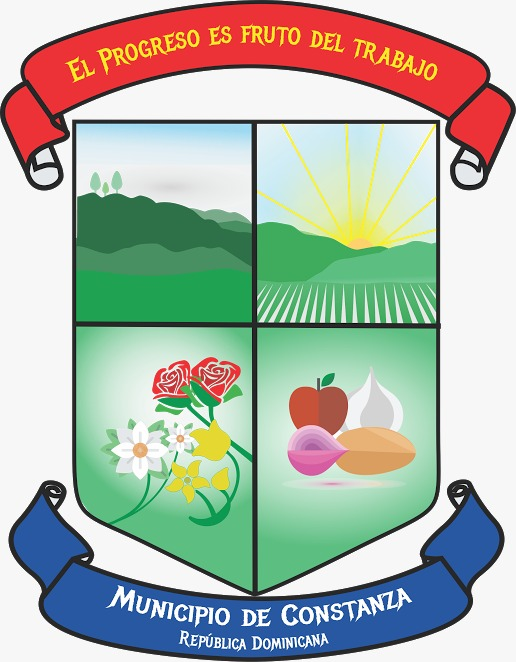 El Progreso es fruto del trabajo
Municipio de Constanza
República Dominicana